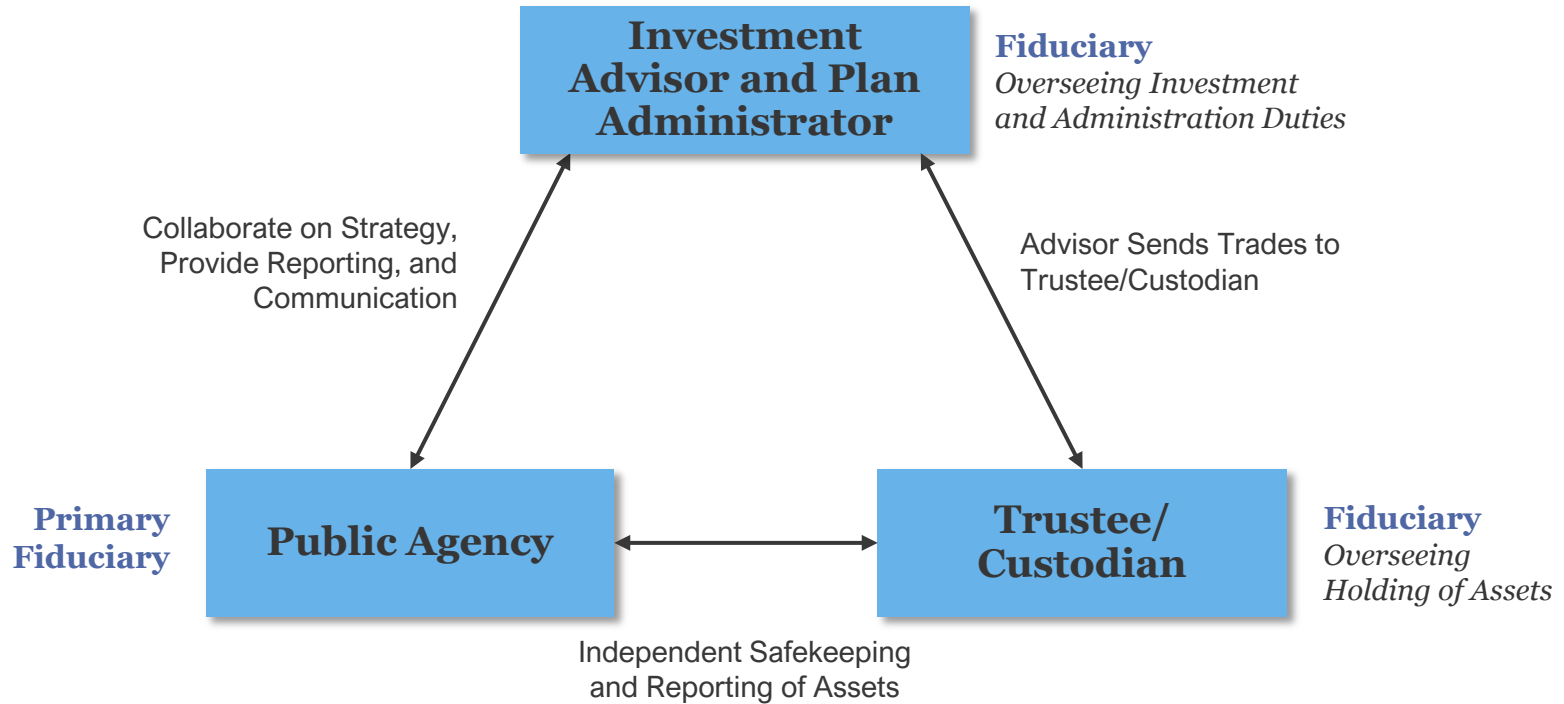 Investment
Advisor and Plan
Administrator
Fiduciary
Overseeing Investment
and Administration Duties
Collaborate on Strategy,
Provide Reporting, and
Communication
Advisor Sends Trades to
Trustee/Custodian
Primary
Fiduciary
Public Agency
Trustee/
Custodian
Fiduciary
Overseeing
Holding of Assets
Independent Safekeeping
and Reporting of Assets